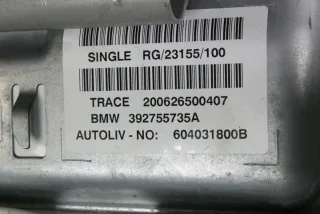 SINGLE RG/23155/100
TRACE 200626500407
BMW 392755735A
AUTOLIV - NO: 604031800B